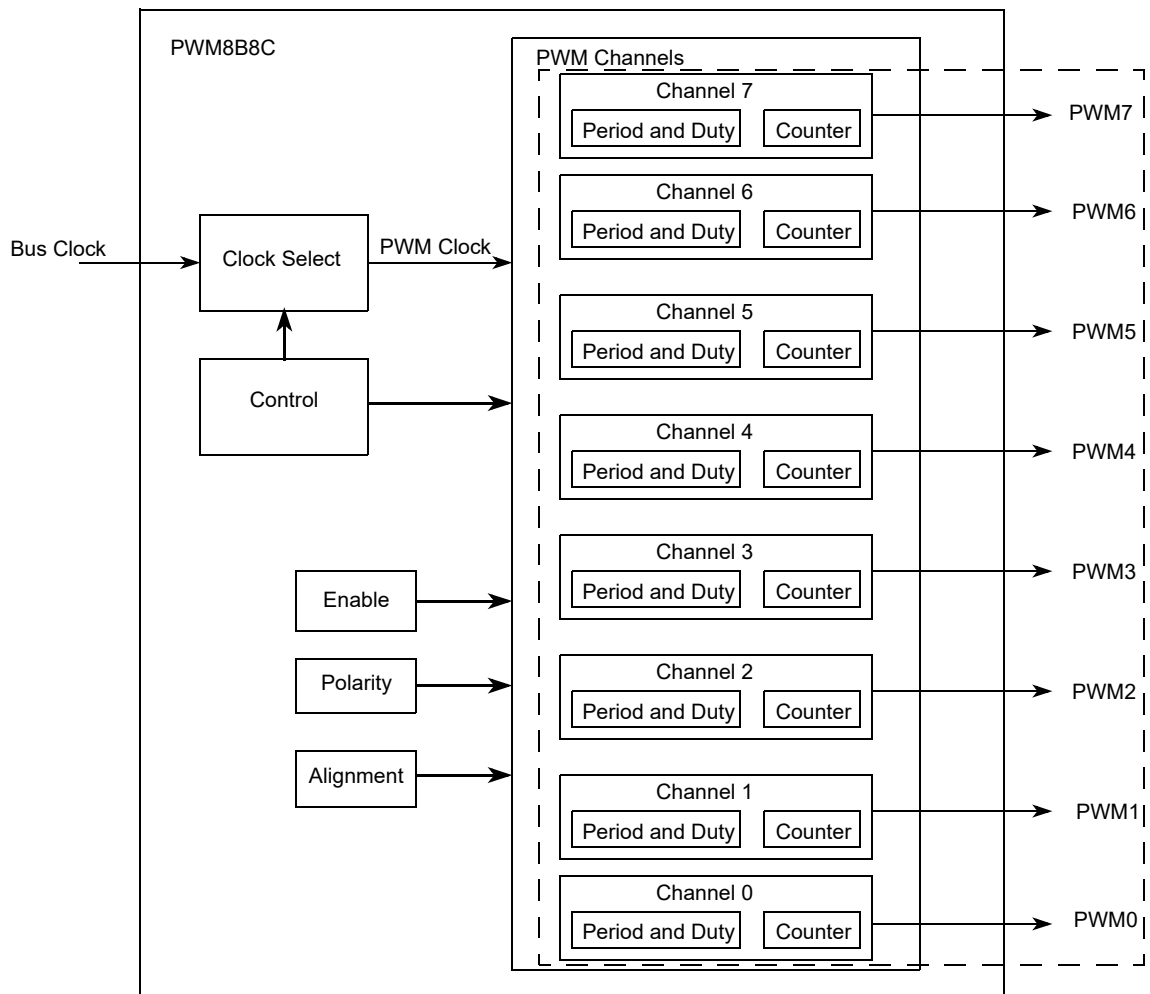 PWM8B8C
PWM Channels
Channel 7
Period and Duty
Counter
PWM7
Channel 6
Period and Duty
Counter
PWM6
Bus Clock
Clock Select
PWM Clock
Channel 5
Period and Duty
Counter
PWM5
Control
Channel 4
Period and Duty
Counter
PWM4
Channel 3
Period and Duty
Counter
PWM3
Enable
Polarity
Channel 2
Period and Duty
Counter
PWM2
Alignment
Channel 1
Period and Duty
Counter
PWM1
Channel 0
Period and Duty
Counter
PWM0